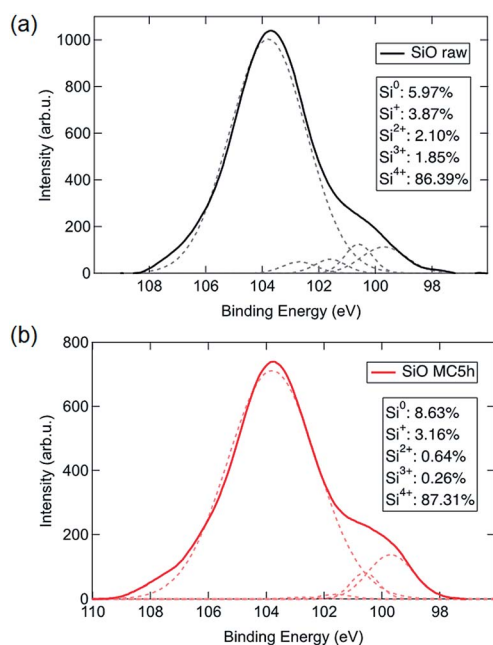 (a)
1000
800
600
400
200
0
Intensity (arb.u.)
SiO raw
Si⁰: 5.97%
Si⁺: 3.87%
Si²⁺: 2.10%
Si³⁺: 1.85%
Si⁴⁺: 86.39%
108 106 104 102 100 98
Binding Energy (eV)
(b)
800
600
400
200
0
Intensity (arb.u.)
SiO MC5h
Si⁰: 8.63%
Si⁺: 3.16%
Si²⁺: 0.64%
Si³⁺: 0.26%
Si⁴⁺: 87.31%
110 108 106 104 102 100 98
Binding Energy (eV)